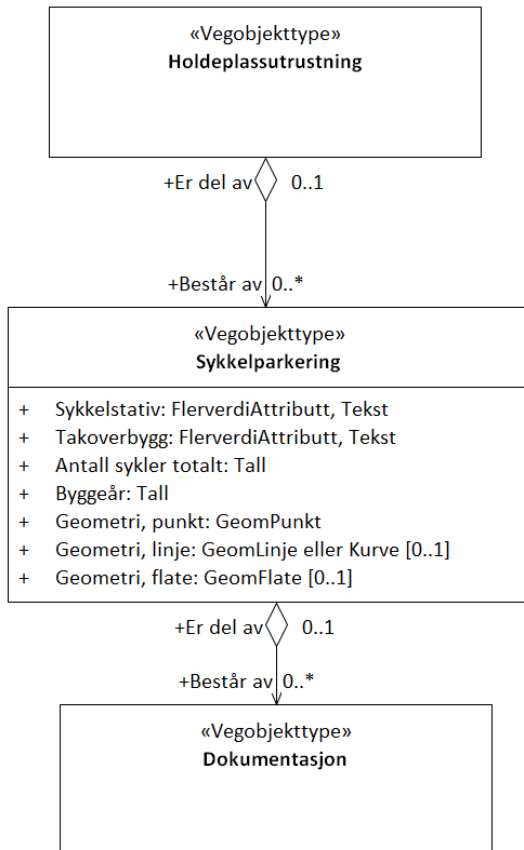 «Vegobjekttype»
Holdeplassutrustning
+Er del av 0..1
+Består av 0..*
«Vegobjekttype»
Sykkelparkering
+ Sykkelstativ: FlerverdiAttributt, Tekst
+ Takoverbygg: FlerverdiAttributt, Tekst
+ Antall sykler totalt: Tall
+ Byggeår: Tall
+ Geometri, punkt: GeomPunkt
+ Geometri, linje: GeomLinje eller Kurve [0..1]
+ Geometri, flate: GeomFlate [0..1]
+Er del av 0..1
+Består av 0..*
«Vegobjekttype»
Dokumentasjon